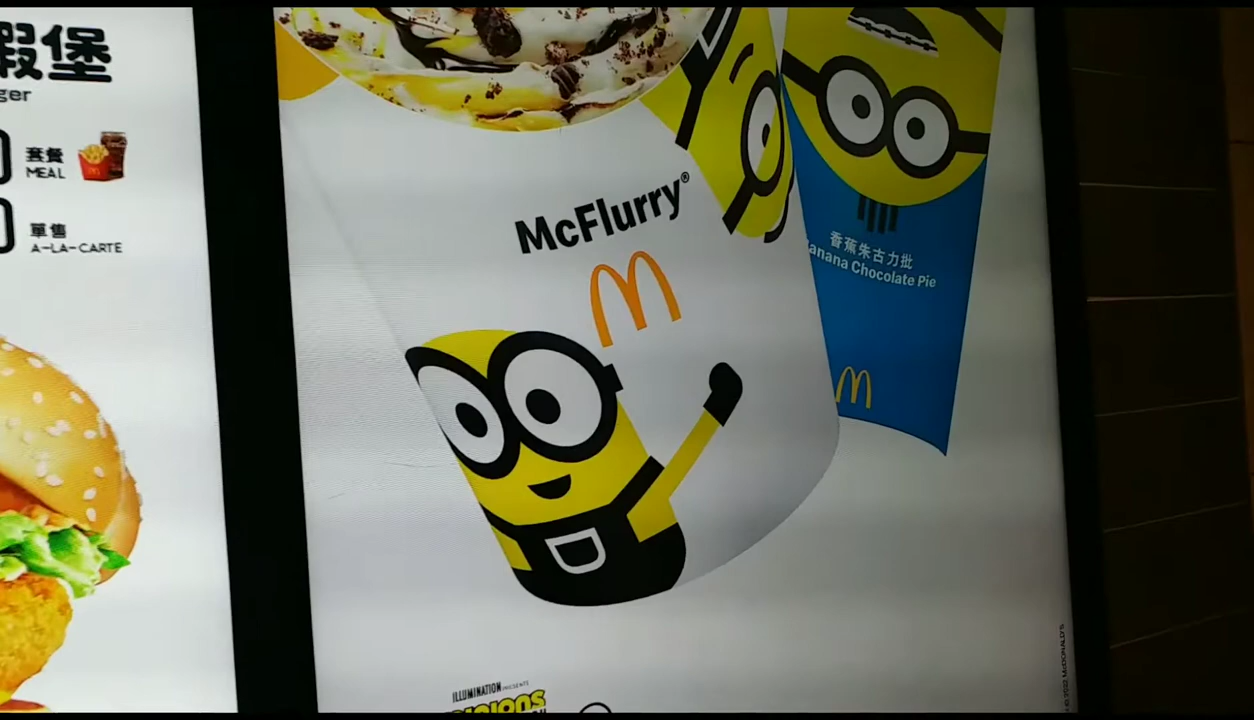 蝦堡
ger
套餐
MEAL
單售
A-LA-CARTE
McFlurry®
香蕉朱古力批
anana Chocolate Pie
ILLUMINATION PRESENTS